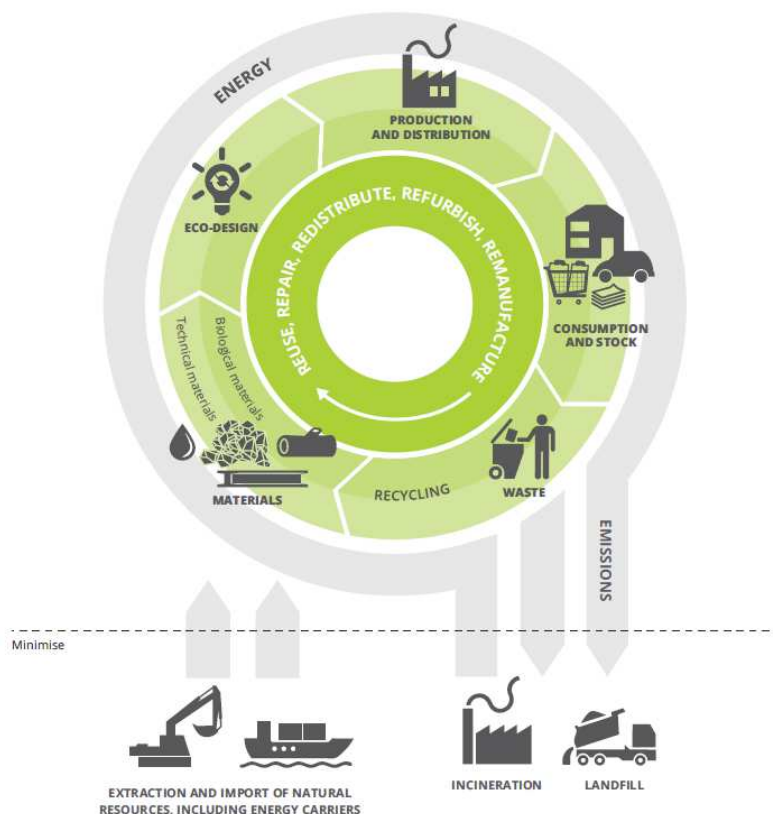 ENERGY
PRODUCTION
AND DISTRIBUTION
ECO-DESIGN
REUSE, REPAIR, REDISTRIBUTE, REFURBISH, REMANUFACTURE
CONSUMPTION
AND STOCK
Technical materials
Biological materials
MATERIALS
RECYCLING
WASTE
EMISSIONS
Minimise
EXTRACTION AND IMPORT OF NATURAL
RESOURCES, INCLUDING ENERGY CARRIERS
INCINERATION
LANDFILL